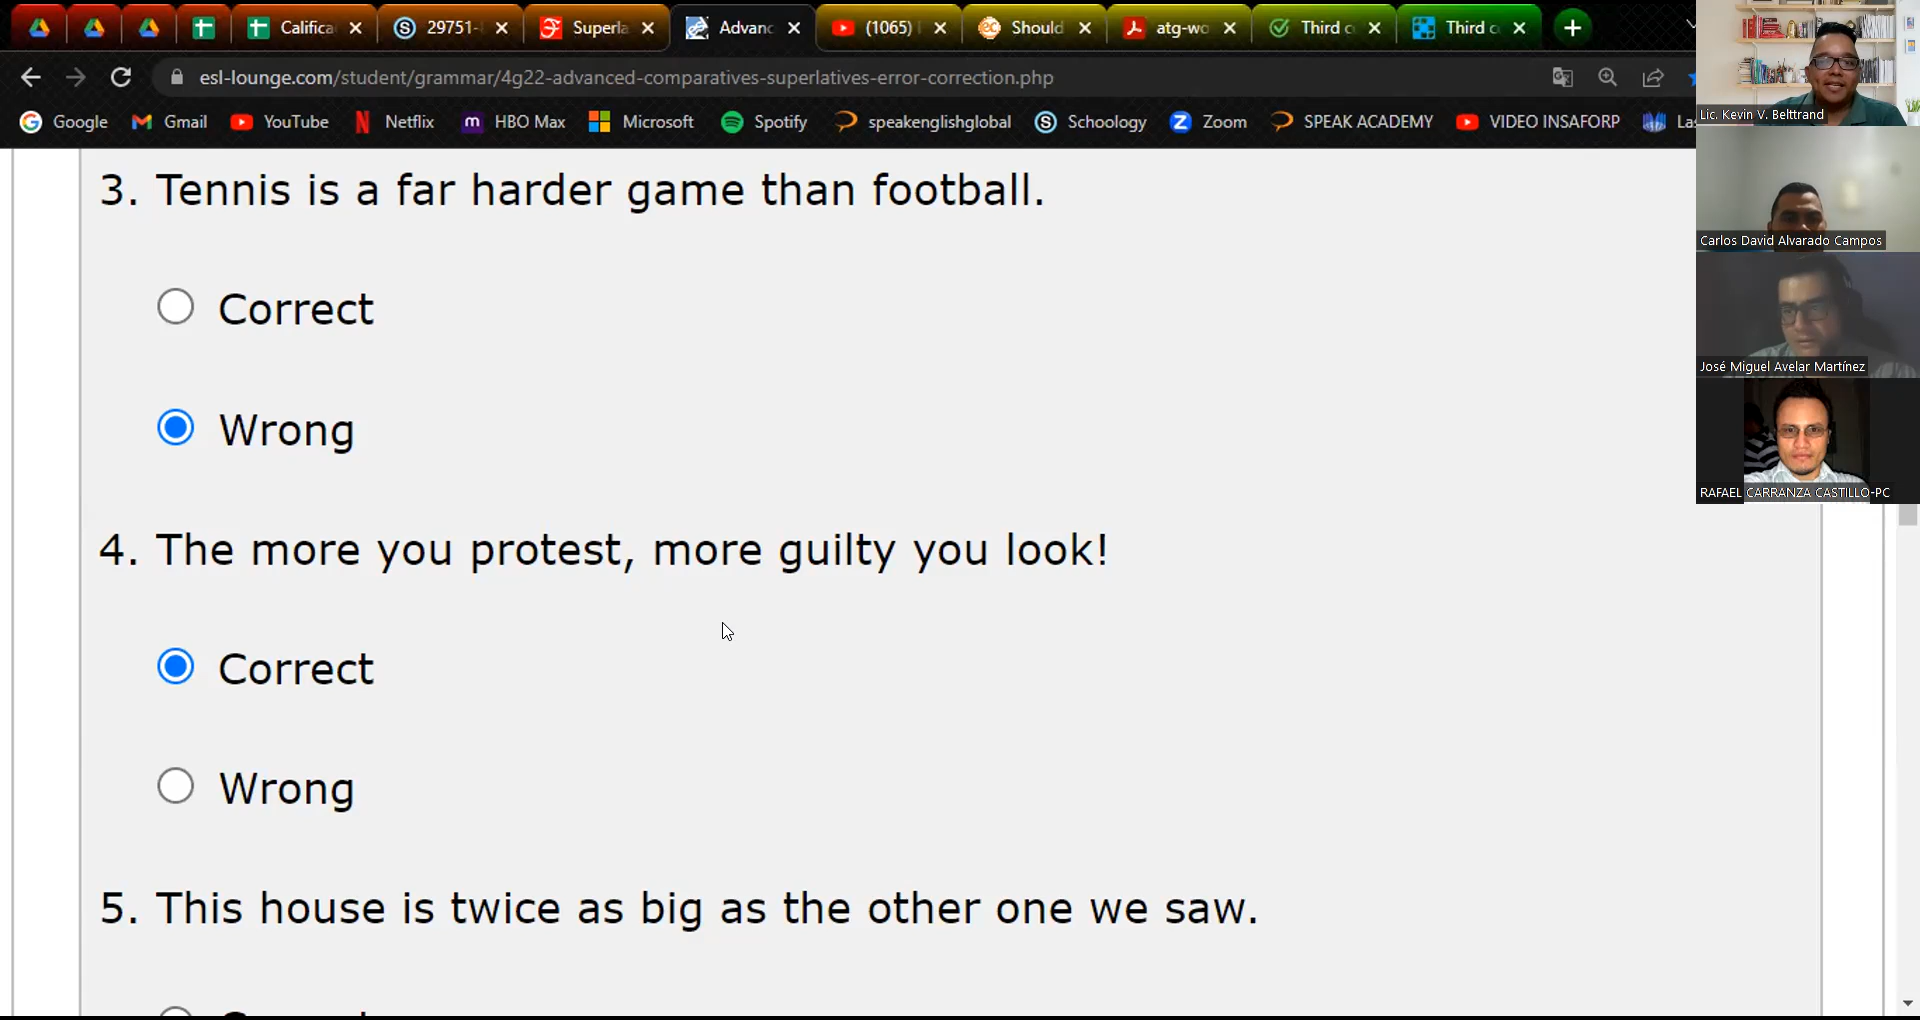 Califica
29751-
Superla
Advanc
(1065)
Should
atg-wo
Third c
Third c
esl-lounge.com/student/grammar/4g22-advanced-comparatives-superlatives-error-correction.php
Google
Gmail
YouTube
Netflix
HBO Max
Microsoft
Spotify
speakenglishglobal
Schoology
Zoom
SPEAK ACADEMY
VIDEO INSAFORP
La
Lic. Kevin V. Belttrand
Carlos David Alvarado Campos
José Miguel Avelar Martínez
RAFAEL CARRANZA CASTILLO-PC
3. Tennis is a far harder game than football.
Correct
Wrong
4. The more you protest, more guilty you look!
Correct
Wrong
5. This house is twice as big as the other one we saw.